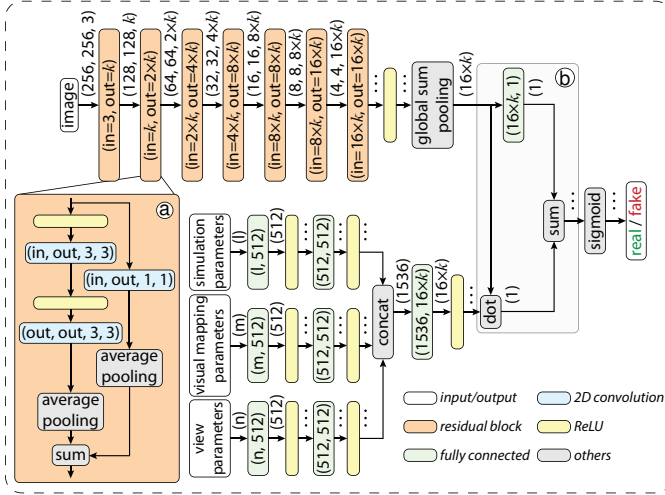 image
(256, 256, 3)
(in=3, out=k)
(128, 128, k)
(in=k, out=2×k)
(64, 64, 2×k)
(in=2×k, out=4×k)
(32, 32, 4×k)
(in=4×k, out=8×k)
(16, 16, 8×k)
(in=8×k, out=8×k)
(8, 8, 8×k)
(in=8×k, out=16×k)
(4, 4, 16×k)
(in=16×k, out=16×k)
...
...
global sum
pooling
(16×k)
(16×k, 1)
(1)
b
sum
...
sigmoid
...
real / fake
a
(in, out, 3, 3)
(in, out, 1, 1)
(out, out, 3, 3)
average
pooling
average
pooling
sum
simulation
parameters
(l)
(l, 512)
(512)
...
(512, 512)
...
...
visual mapping
parameters
(m)
(m, 512)
(512)
...
(512, 512)
...
...
view
parameters
(n)
(n, 512)
(512)
...
(512, 512)
...
...
concat
(1536)
(1536, 16×k)
(16×k)
...
dot
(1)
input/output
2D convolution
residual block
ReLU
fully connected
others